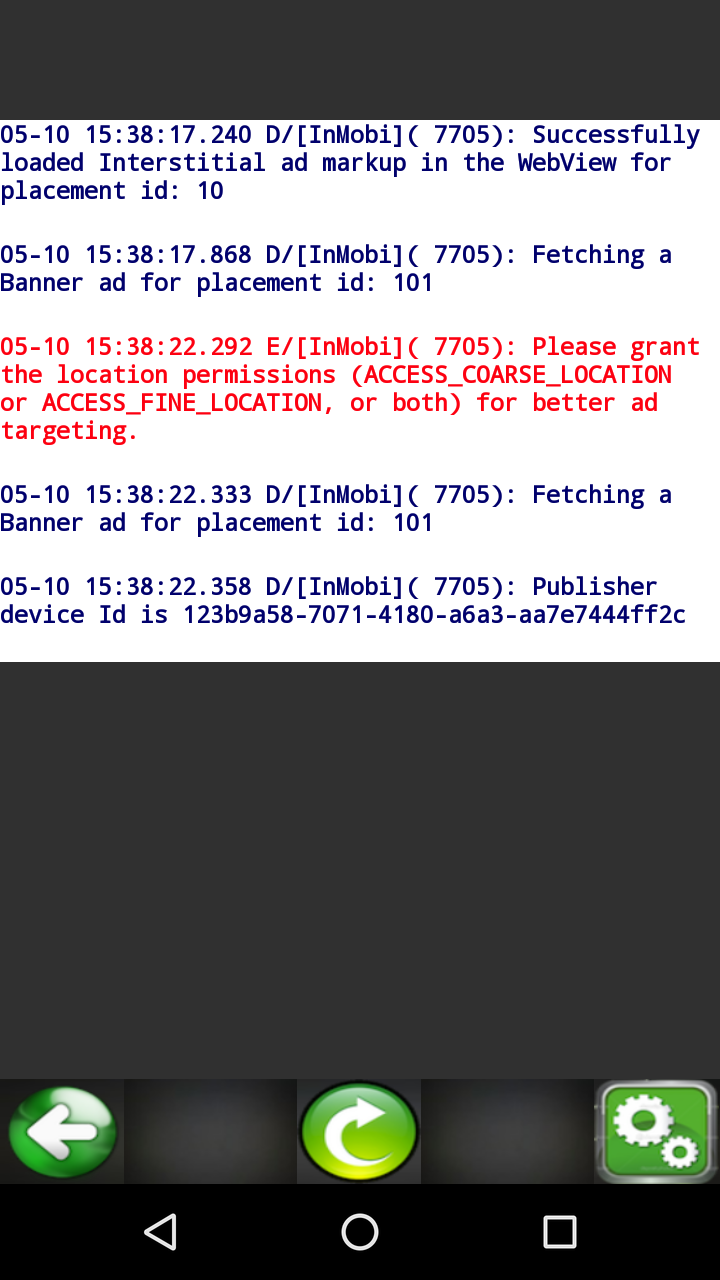 05-10 15:38:17.240 D/[InMobi]( 7705): Successfully
loaded Interstitial ad markup in the WebView for
placement id: 10
05-10 15:38:17.868 D/[InMobi]( 7705): Fetching a
Banner ad for placement id: 101
05-10 15:38:22.292 E/[InMobi]( 7705): Please grant
the location permissions (ACCESS_COARSE_LOCATION
or ACCESS_FINE_LOCATION, or both) for better ad
targeting.
05-10 15:38:22.333 D/[InMobi]( 7705): Fetching a
Banner ad for placement id: 101
05-10 15:38:22.358 D/[InMobi]( 7705): Publisher
device Id is 123b9a58-7071-4180-a6a3-aa7e7444ff2c